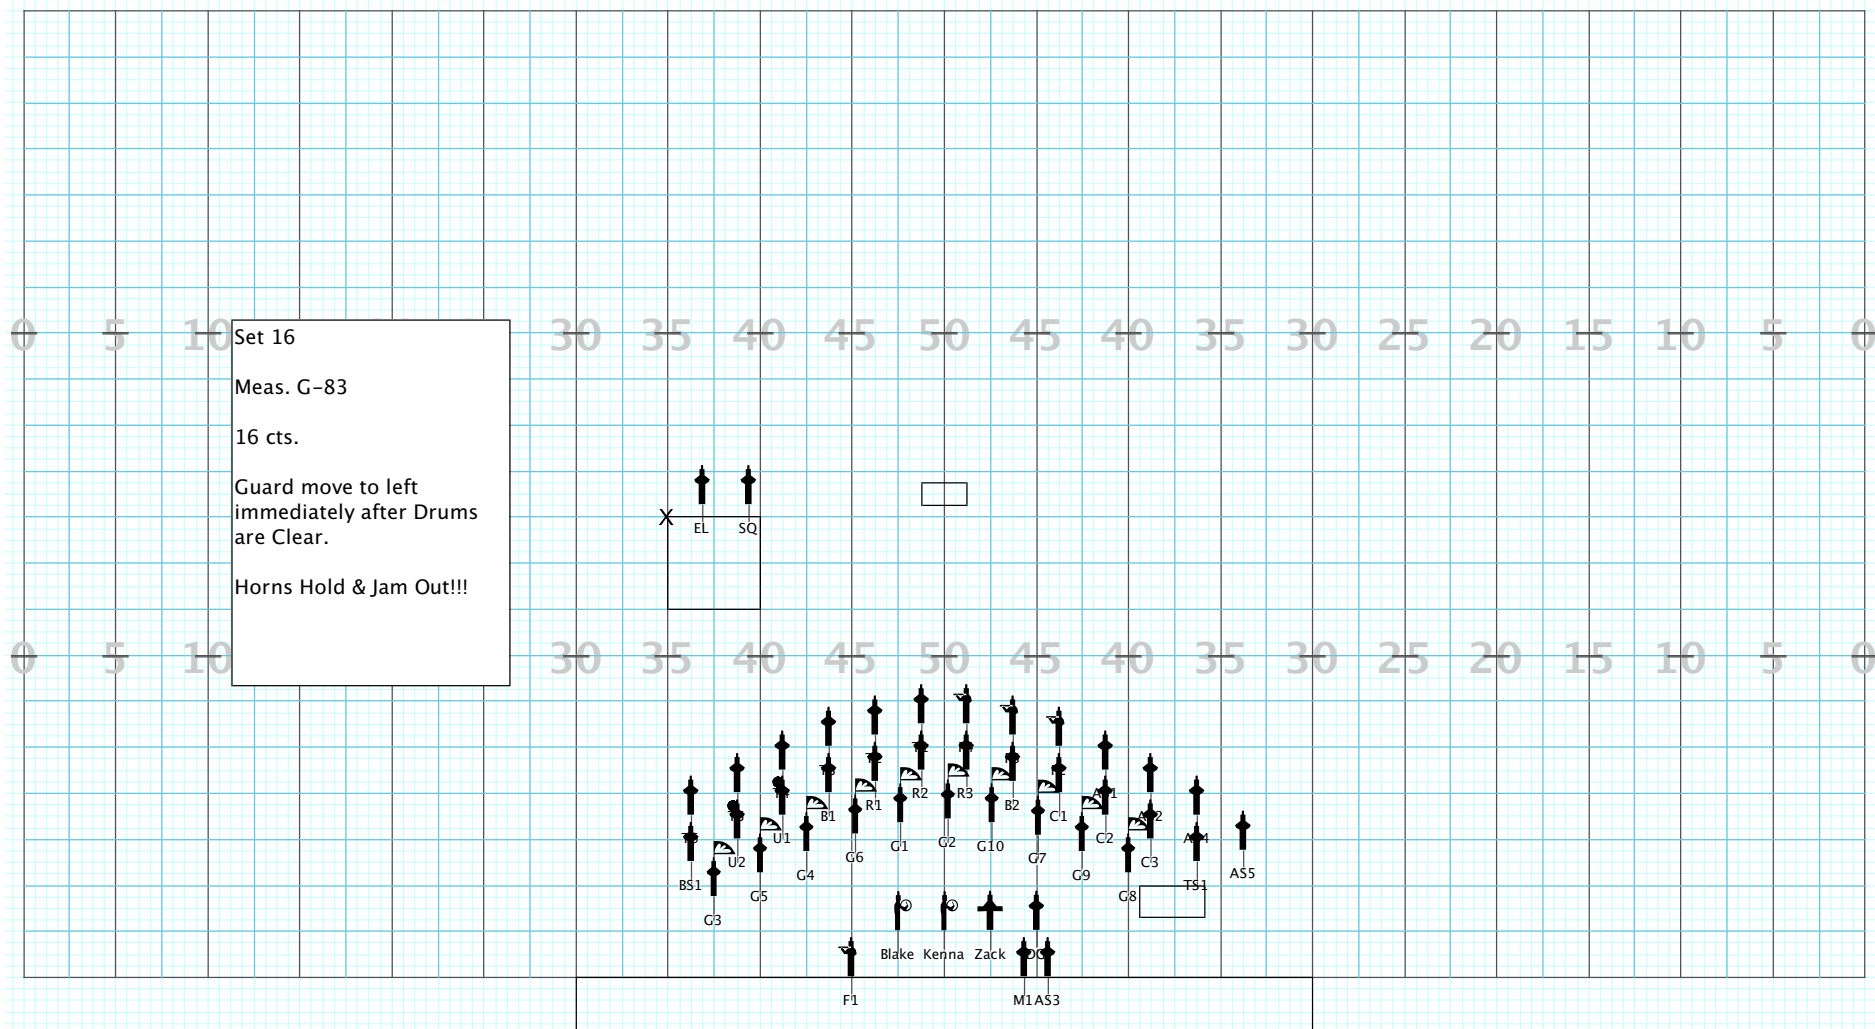 0 5 10 30 35 40 45 50 45 40 35 30 25 20 15 10 5 0
Set 16
Meas. G-83
16 cts.
Guard move to left
immediately after Drums
are Clear.
Horns Hold & Jam Out!!!
X
EL SQ
0 5 10 30 35 40 45 50 45 40 35 30 25 20 15 10 5 0
B1 R1 R2 R3 B2 C1
U2 U1 G6 G1 G2 G10 G7 C2 C3
BS1 G5 G4 G9 G8 TS1 AS5
G3
Blake Kenna Zack
F1 M1 AS3